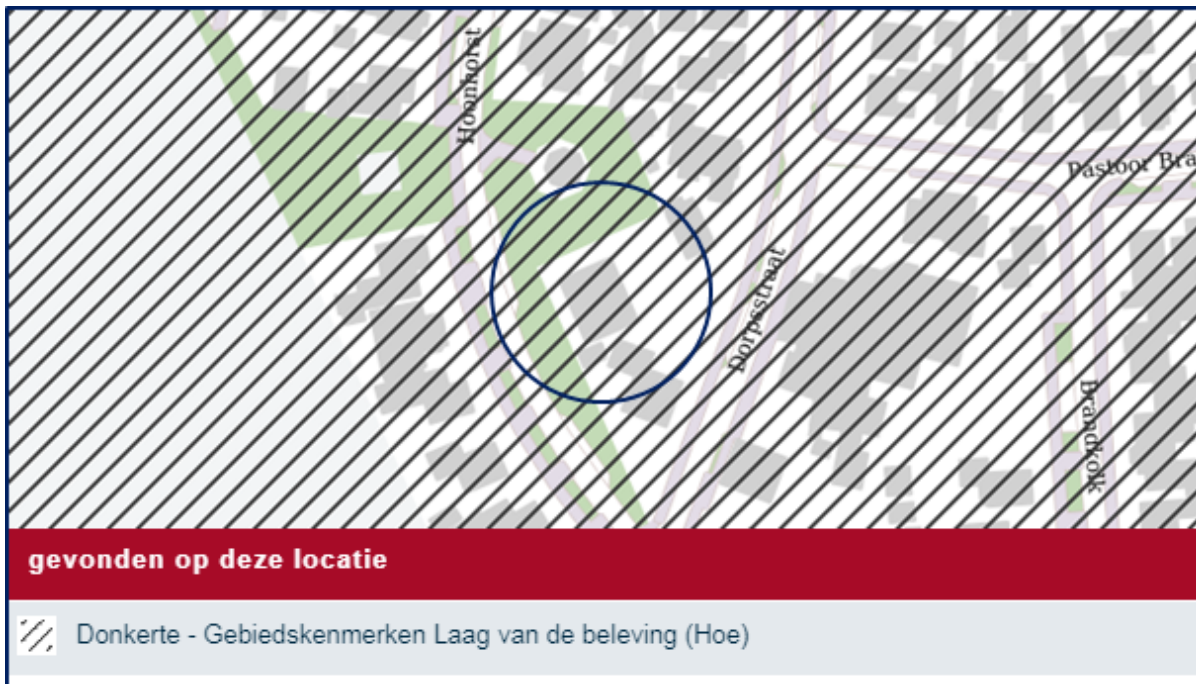 Hoonhorst
Pastoor Bra
Dorpsstraat
Brandkolk
gevonden op deze locatie
Donkerte - Gebiedskenmerken Laag van de beleving (Hoe)